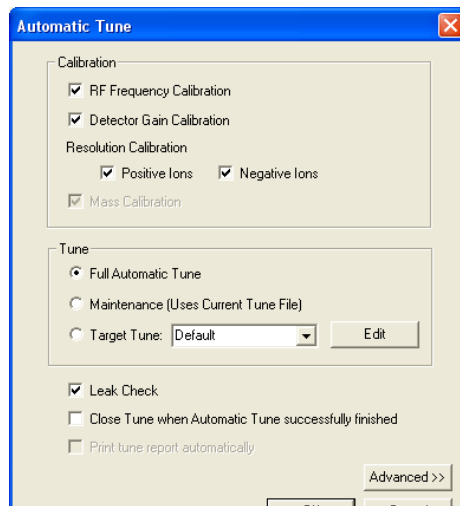 Automatic Tune
Calibration
RF Frequency Calibration
Detector Gain Calibration
Resolution Calibration
Positive Ions Negative Ions
Mass Calibration
Tune
Full Automatic Tune
Maintenance (Uses Current Tune File)
Target Tune: Default Edit
Leak Check
Close Tune when Automatic Tune successfully finished
Print tune report automatically
Advanced >>